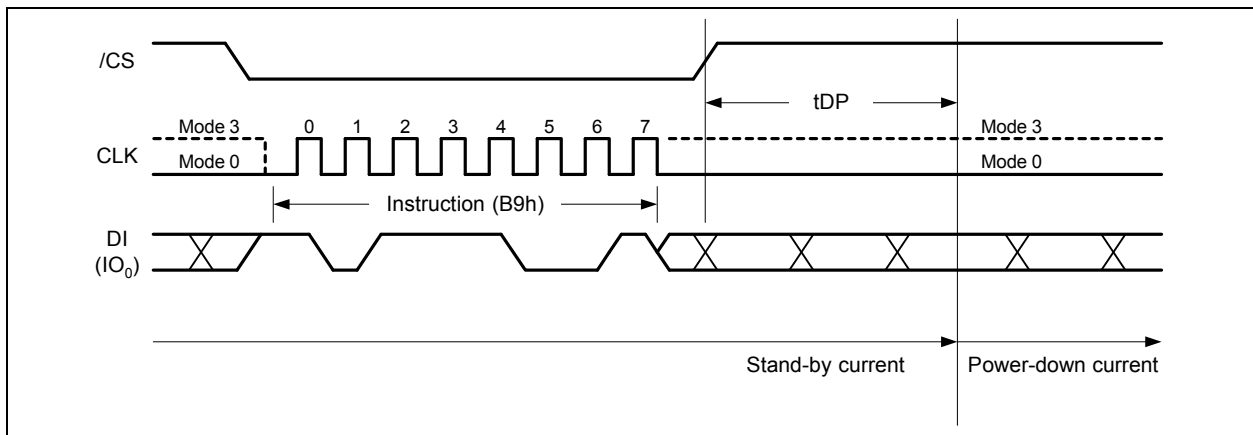 /CS
tDP
Mode 3 0 1 2 3 4 5 6 7 Mode 3
CLK
Mode 0 Mode 0
Instruction (B9h)
DI
(IO₀)
Stand-by current Power-down current